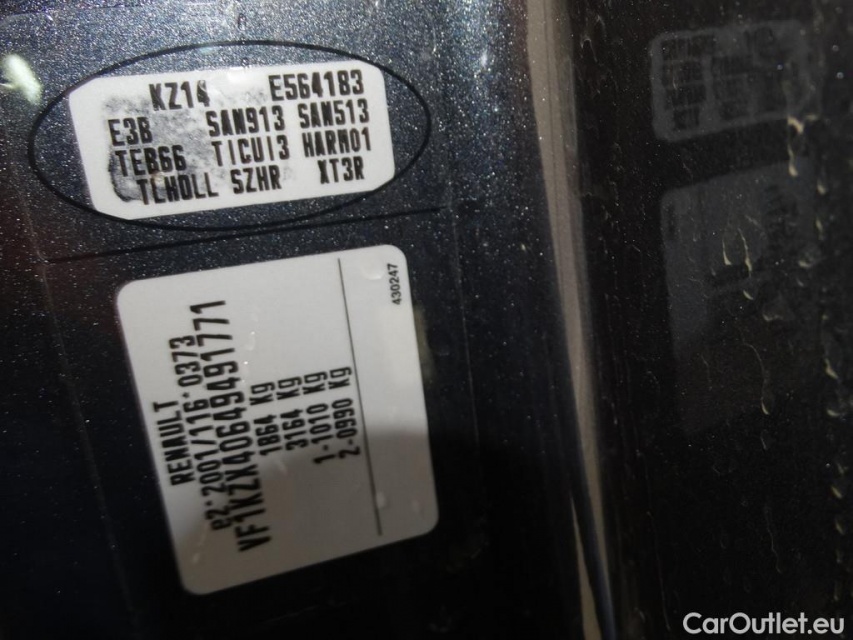 KZ14 E564183
E3B SAN913 SAN513
TEB66 TICUI3 HARM01
TLHOLL SZHR XT3R
430247
RENAULT
e2*2001/116*0373
VF1KZX40649491771
1864 Kg
3164 Kg
1-1010 Kg
2-0990 Kg
CarOutlet.eu